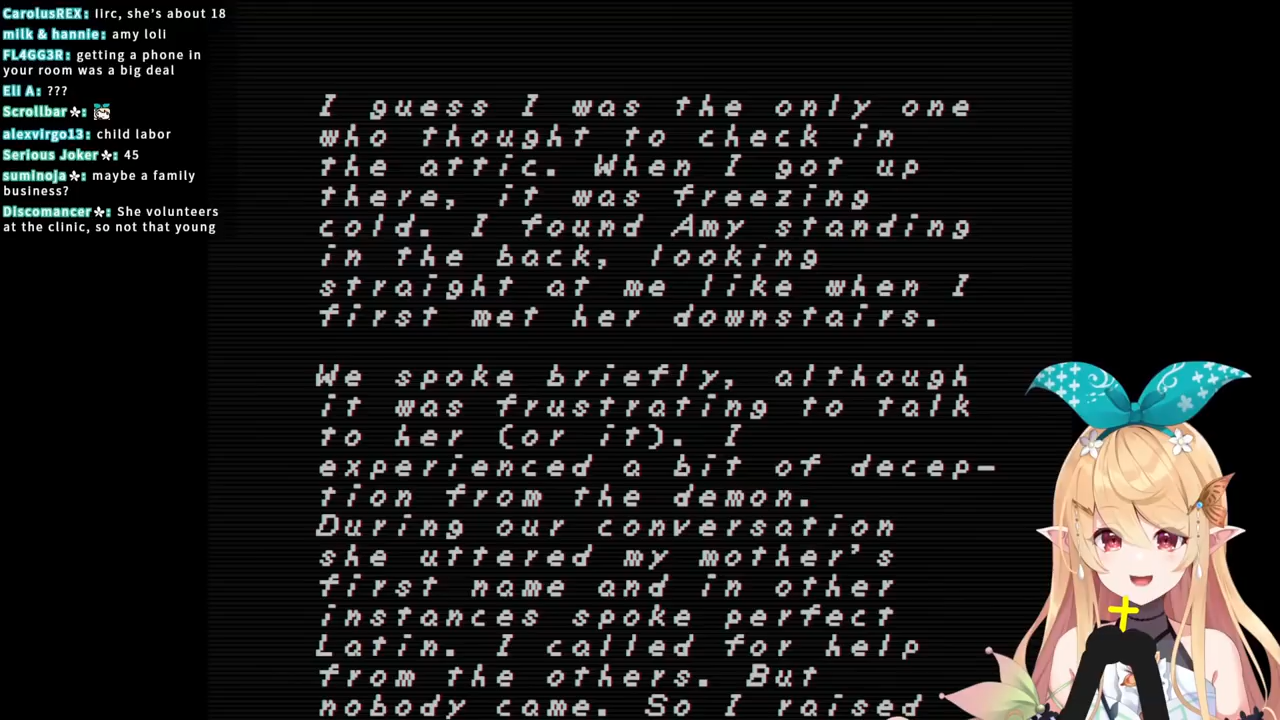 CarolusREX: Iirc, she's about 18
milk & hannie: amy loli
FL4GG3R: getting a phone in
your room was a big deal
Eli A: ???
Scrollbar:
alexvirgo13: child labor
Serious Joker: 45
suminoja: maybe a family
business?
Discomancer: She volunteers
at the clinic, so not that young
I guess I was the only one
who thought to check in
the attic. When I got up
there, it was freezing
cold. I found Amy standing
in the back, looking
straight at me like when I
first met her downstairs.
We spoke briefly, although
it was frustrating to talk
to her (or it). I
experienced a bit of decep-
tion from the demon.
During our conversation
she uttered my mother's
first name and in other
instances spoke perfect
Latin. I called for help
from the others. But
nobody came. So I raised